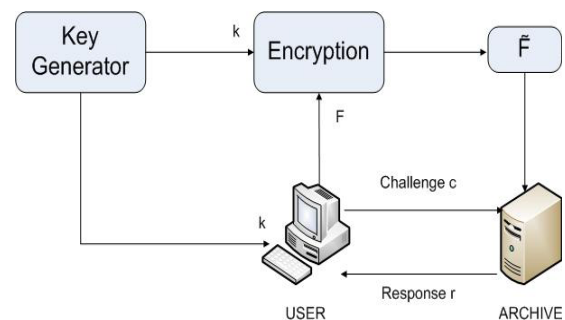 Key
Generator
k
Encryption
F̃
F
k
Challenge c
Response r
USER
ARCHIVE